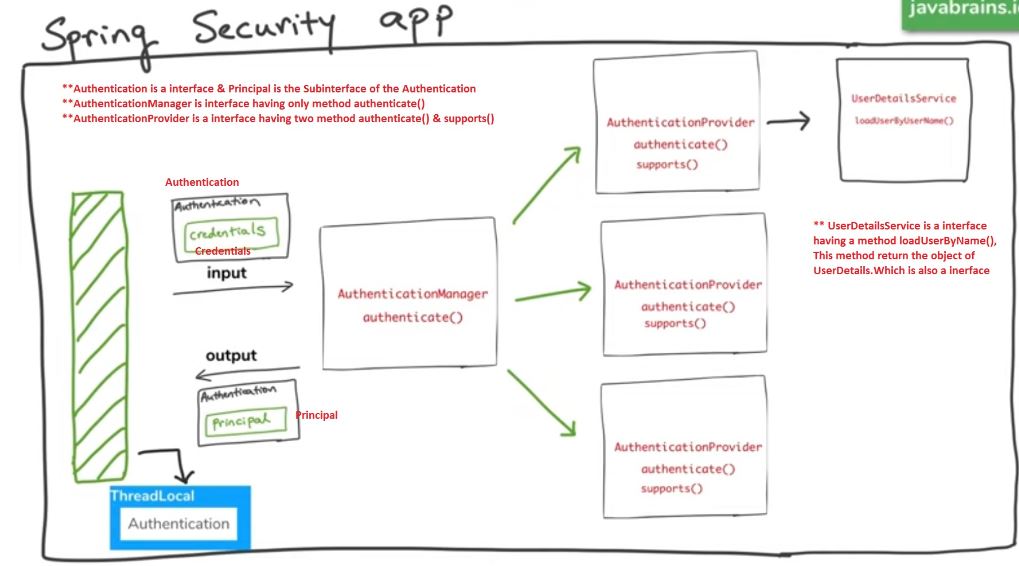 Spring Security app
javabrains.i
**Authentication is a interface & Principal is the Subinterface of the Authentication
**AuthenticationManager is interface having only method authenticate()
**AuthenticationProvider is a interface having two method authenticate() & supports()
AuthenticationProvider
authenticate()
supports()
UserDetailsService
loadUserByUserName()
Authentication
Authentication
credentials
Credentials
input
AuthenticationManager
authenticate()
output
Authentication
principal
Principal
AuthenticationProvider
authenticate()
supports()
** UserDetailsService is a interface
having a method loadUserByName(),
This method return the object of
UserDetails.Which is also a inerface
AuthenticationProvider
authenticate()
supports()
ThreadLocal
Authentication